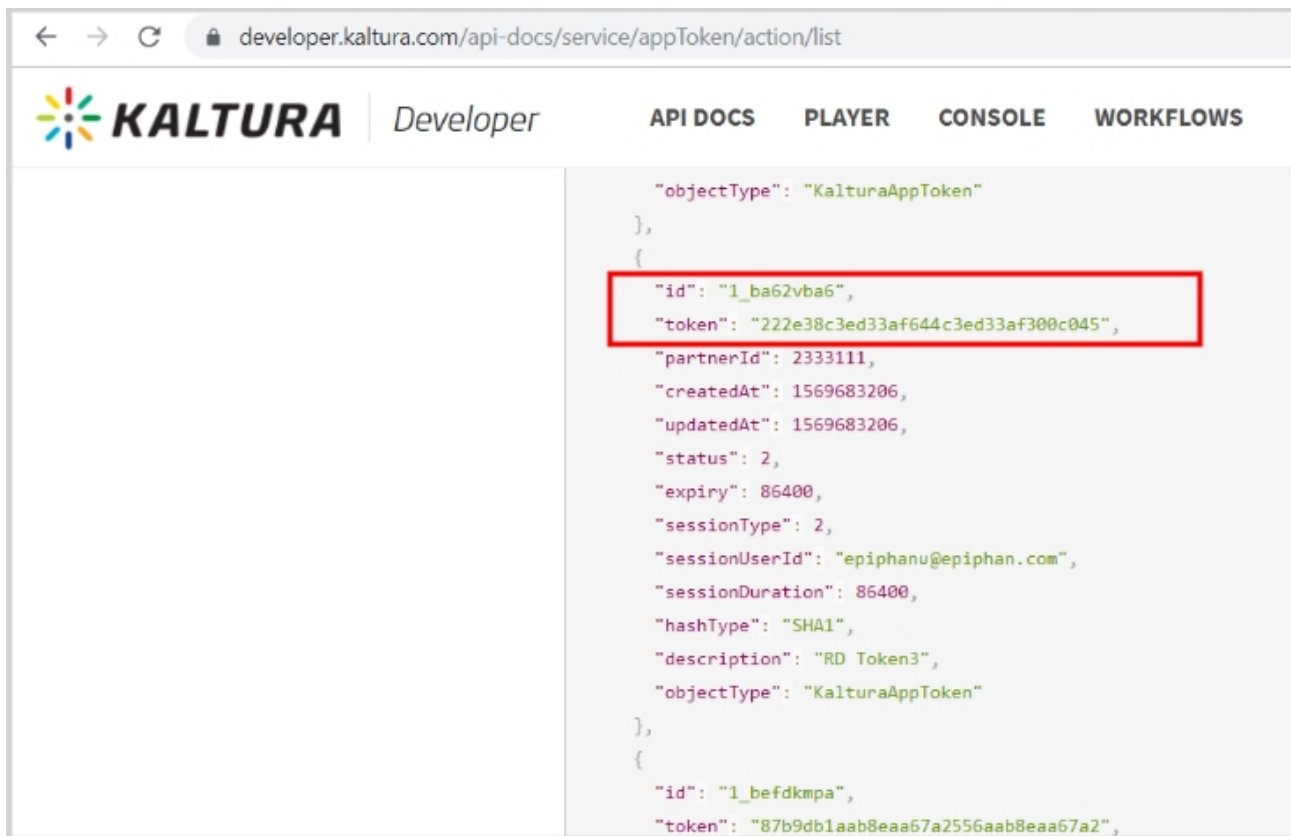 developer.kaltura.com/api-docs/service/appToken/action/list
KALTURA Developer API DOCS PLAYER CONSOLE WORKFLOWS
"objectType": "KalturaAppToken"
},
{
"id": "1_ba62vba6",
"token": "222e38c3ed33af644c3ed33af300c045",
"partnerId": 2333111,
"createdAt": 1569683206,
"updatedAt": 1569683206,
"status": 2,
"expiry": 86400,
"sessionType": 2,
"sessionUserId": "epiphanu@epiphan.com",
"sessionDuration": 86400,
"hashType": "SHA1",
"description": "RD Token3",
"objectType": "KalturaAppToken"
},
{
"id": "1_befdkmpa",
"token": "87b9db1aab8eaa67a2556aab8eaa67a2",